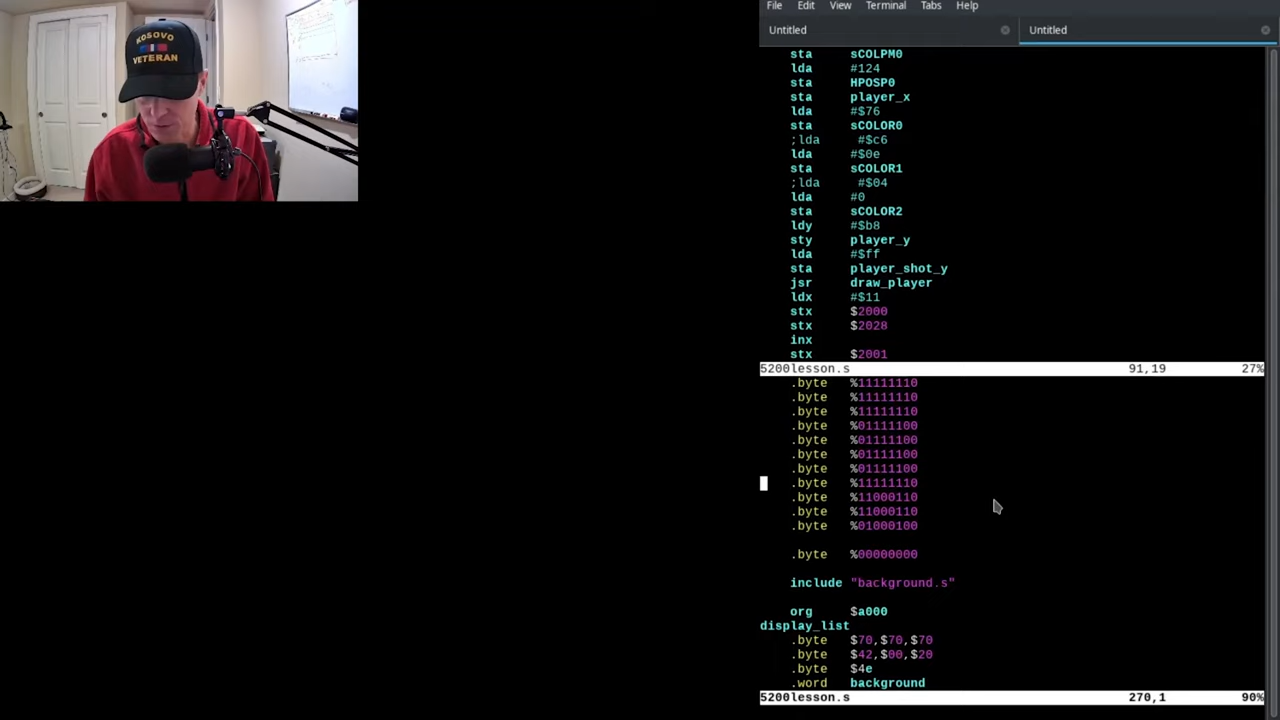 KOSOVO
VETERAN
File Edit View Terminal Tabs Help
Untitled Untitled
sta sCOLPM0
lda #124
sta HPOSP0
sta player_x
lda #$76
sta sCOLOR0
;lda #$c6
lda #$0e
sta sCOLOR1
;lda #$04
lda #0
sta sCOLOR2
ldy #$b8
sty player_y
lda #$ff
sta player_shot_y
jsr draw_player
ldx #$11
stx $2000
stx $2028
inx
stx $2001
5200lesson.s 91,19 27%
.byte %11111110
.byte %11111110
.byte %11111110
.byte %01111100
.byte %01111100
.byte %01111100
.byte %01111100
.byte %11111110
.byte %11000110
.byte %11000110
.byte %01000100
.byte %00000000
include "background.s"
org $a000
display_list
.byte $70,$70,$70
.byte $42,$00,$20
.byte $4e
.word background
5200lesson.s 270,1 90%